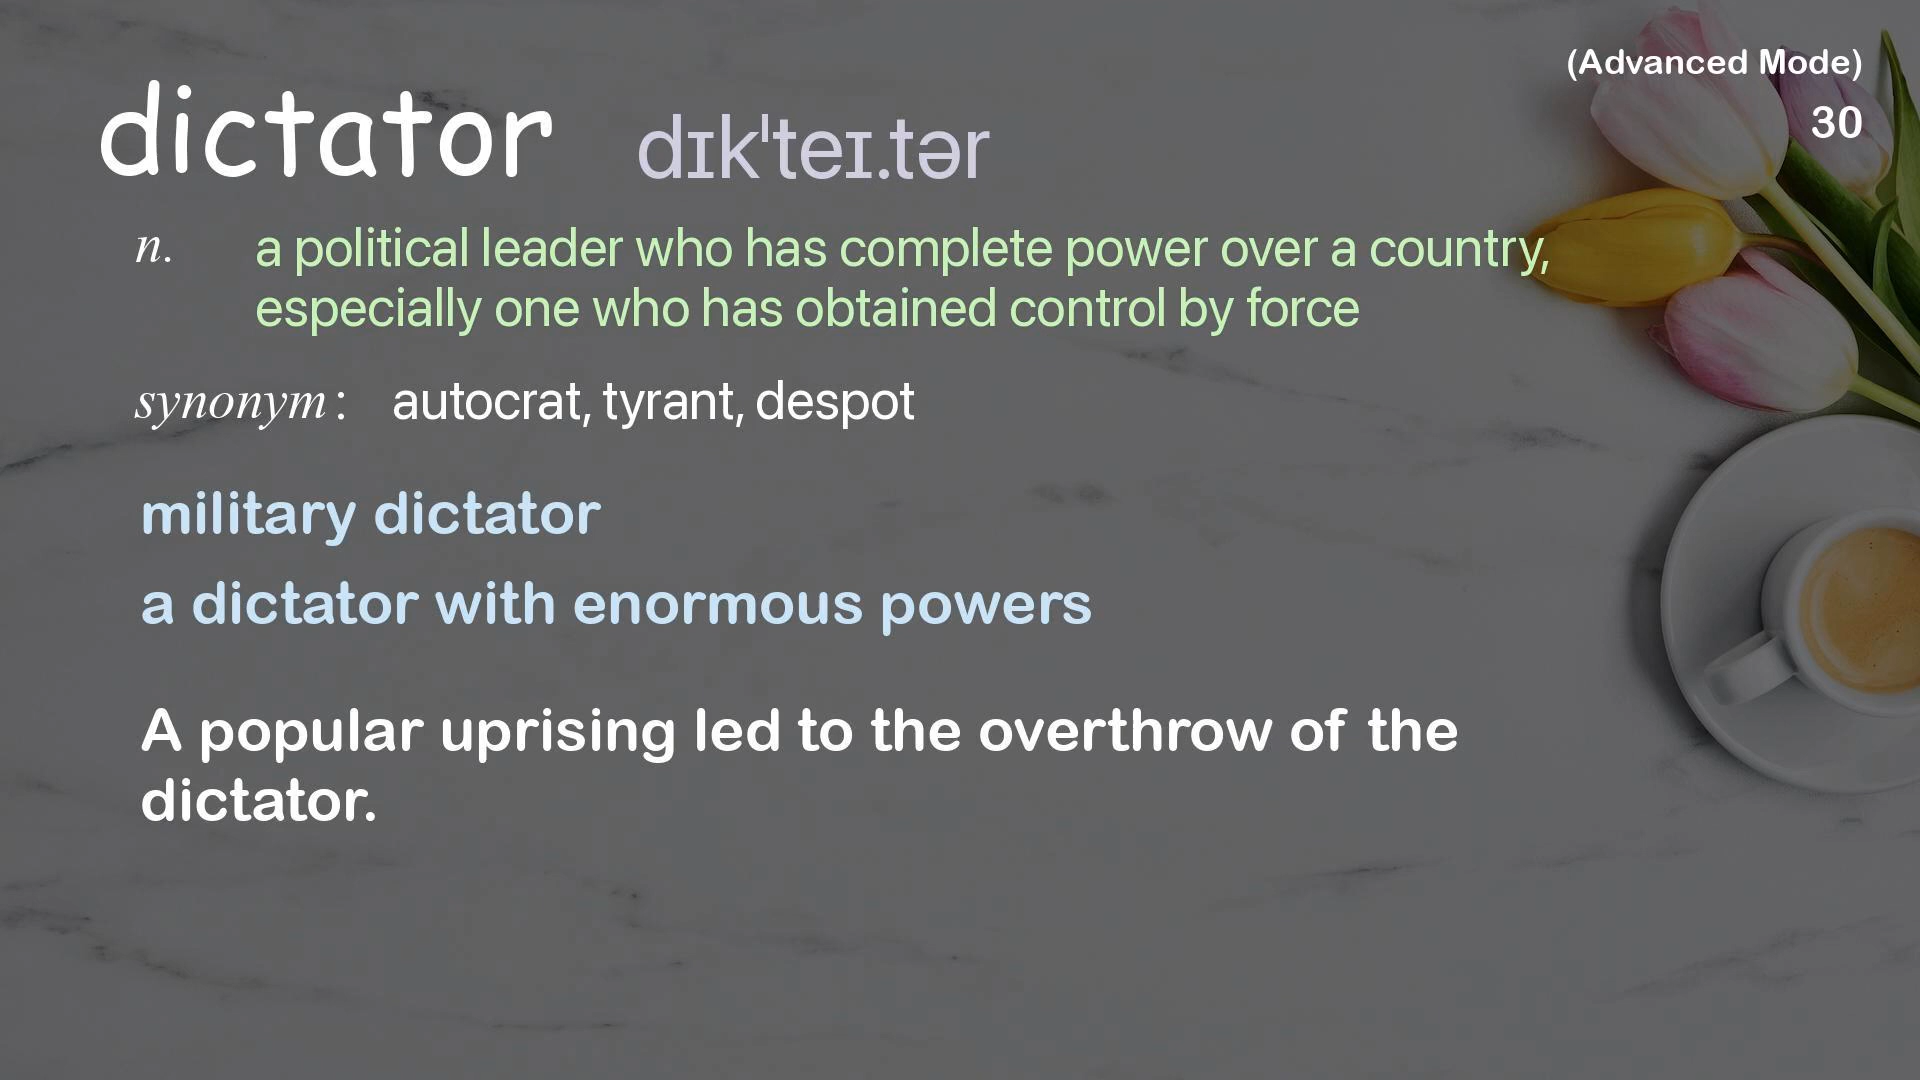 (Advanced Mode)
30
dictator dɪkˈteɪ.tər
n. a political leader who has complete power over a country,
especially one who has obtained control by force
synonym: autocrat, tyrant, despot
military dictator
a dictator with enormous powers
A popular uprising led to the overthrow of the
dictator.